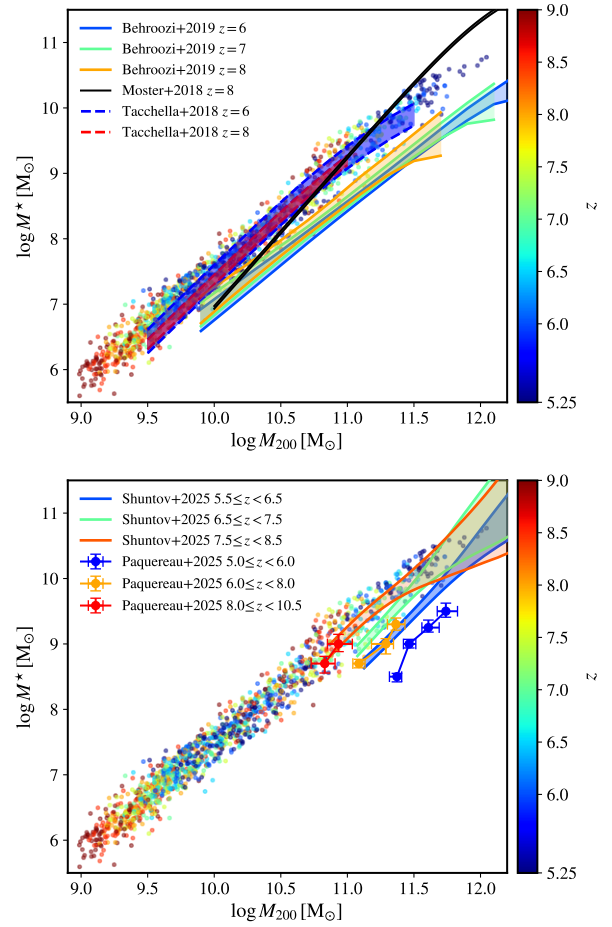 Behroozi+2019 z = 6
Behroozi+2019 z = 7
Behroozi+2019 z = 8
Moster+2018 z = 8
Tacchella+2018 z = 6
Tacchella+2018 z = 8
11
10
9
8
7
6
log M★ [M⊙]
9.0 9.5 10.0 10.5 11.0 11.5 12.0
log M200 [M⊙]
9.0
8.5
8.0
7.5
7.0
6.5
6.0
5.25
z
Shuntov+2025 5.5≤ z< 6.5
Shuntov+2025 6.5≤ z< 7.5
Shuntov+2025 7.5≤ z< 8.5
Paquereau+2025 5.0≤ z< 6.0
Paquereau+2025 6.0≤ z< 8.0
Paquereau+2025 8.0≤ z< 10.5
11
10
9
8
7
6
log M★ [M⊙]
9.0 9.5 10.0 10.5 11.0 11.5 12.0
log M200 [M⊙]
9.0
8.5
8.0
7.5
7.0
6.5
6.0
5.25
z